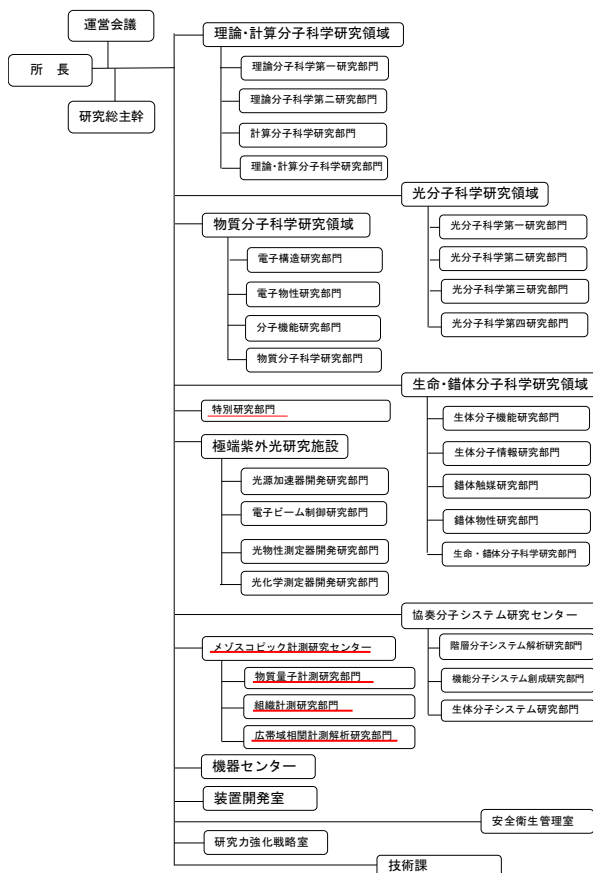 運営会議
所　長
研究総主幹
理論・計算分子科学研究領域
理論分子科学第一研究部門
理論分子科学第二研究部門
計算分子科学研究部門
理論・計算分子科学研究部門
光分子科学研究領域
光分子科学第一研究部門
光分子科学第二研究部門
光分子科学第三研究部門
光分子科学第四研究部門
物質分子科学研究領域
電子構造研究部門
電子物性研究部門
分子機能研究部門
物質分子科学研究部門
生命・錯体分子科学研究領域
生体分子機能研究部門
生体分子情報研究部門
錯体触媒研究部門
錯体物性研究部門
生命・錯体分子科学研究部門
特別研究部門
極端紫外光研究施設
光源加速器開発研究部門
電子ビーム制御研究部門
光物性測定器開発研究部門
光化学測定器開発研究部門
協奏分子システム研究センター
階層分子システム解析研究部門
機能分子システム創成研究部門
生体分子システム研究部門
メゾスコピック計測研究センター
物質量子計測研究部門
組織計測研究部門
広帯域相関計測解析研究部門
機器センター
装置開発室
安全衛生管理室
研究力強化戦略室
技術課